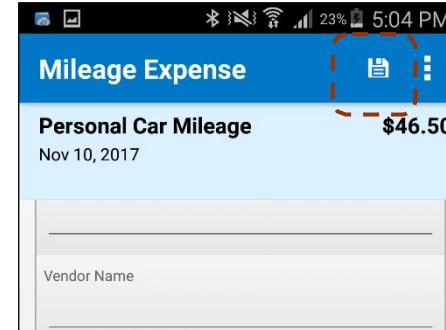 23% 5:04 PM
Mileage Expense
Personal Car Mileage $46.50
Nov 10, 2017
Vendor Name